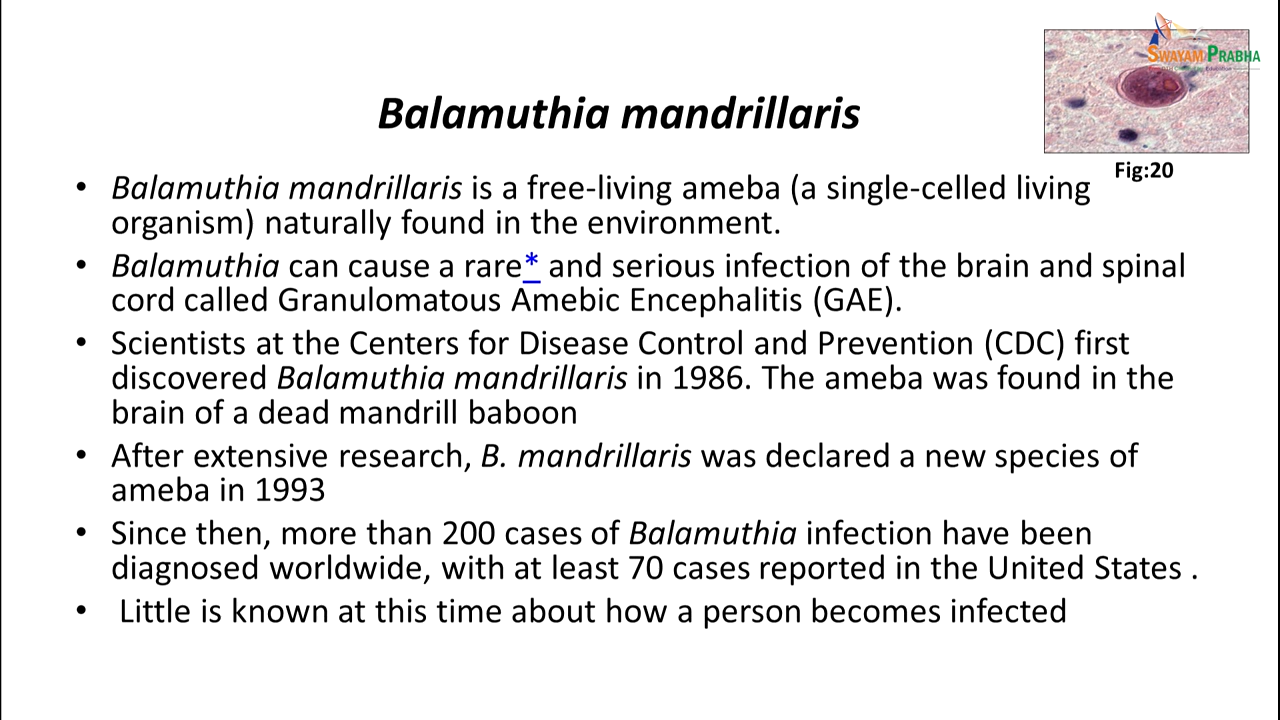 SWAYAM PRABHA
Balamuthia mandrillaris
Fig:20
• Balamuthia mandrillaris is a free-living ameba (a single-celled living
organism) naturally found in the environment.
• Balamuthia can cause a rare* and serious infection of the brain and spinal
cord called Granulomatous Amebic Encephalitis (GAE).
• Scientists at the Centers for Disease Control and Prevention (CDC) first
discovered Balamuthia mandrillaris in 1986. The ameba was found in the
brain of a dead mandrill baboon
• After extensive research, B. mandrillaris was declared a new species of
ameba in 1993
• Since then, more than 200 cases of Balamuthia infection have been
diagnosed worldwide, with at least 70 cases reported in the United States .
• Little is known at this time about how a person becomes infected